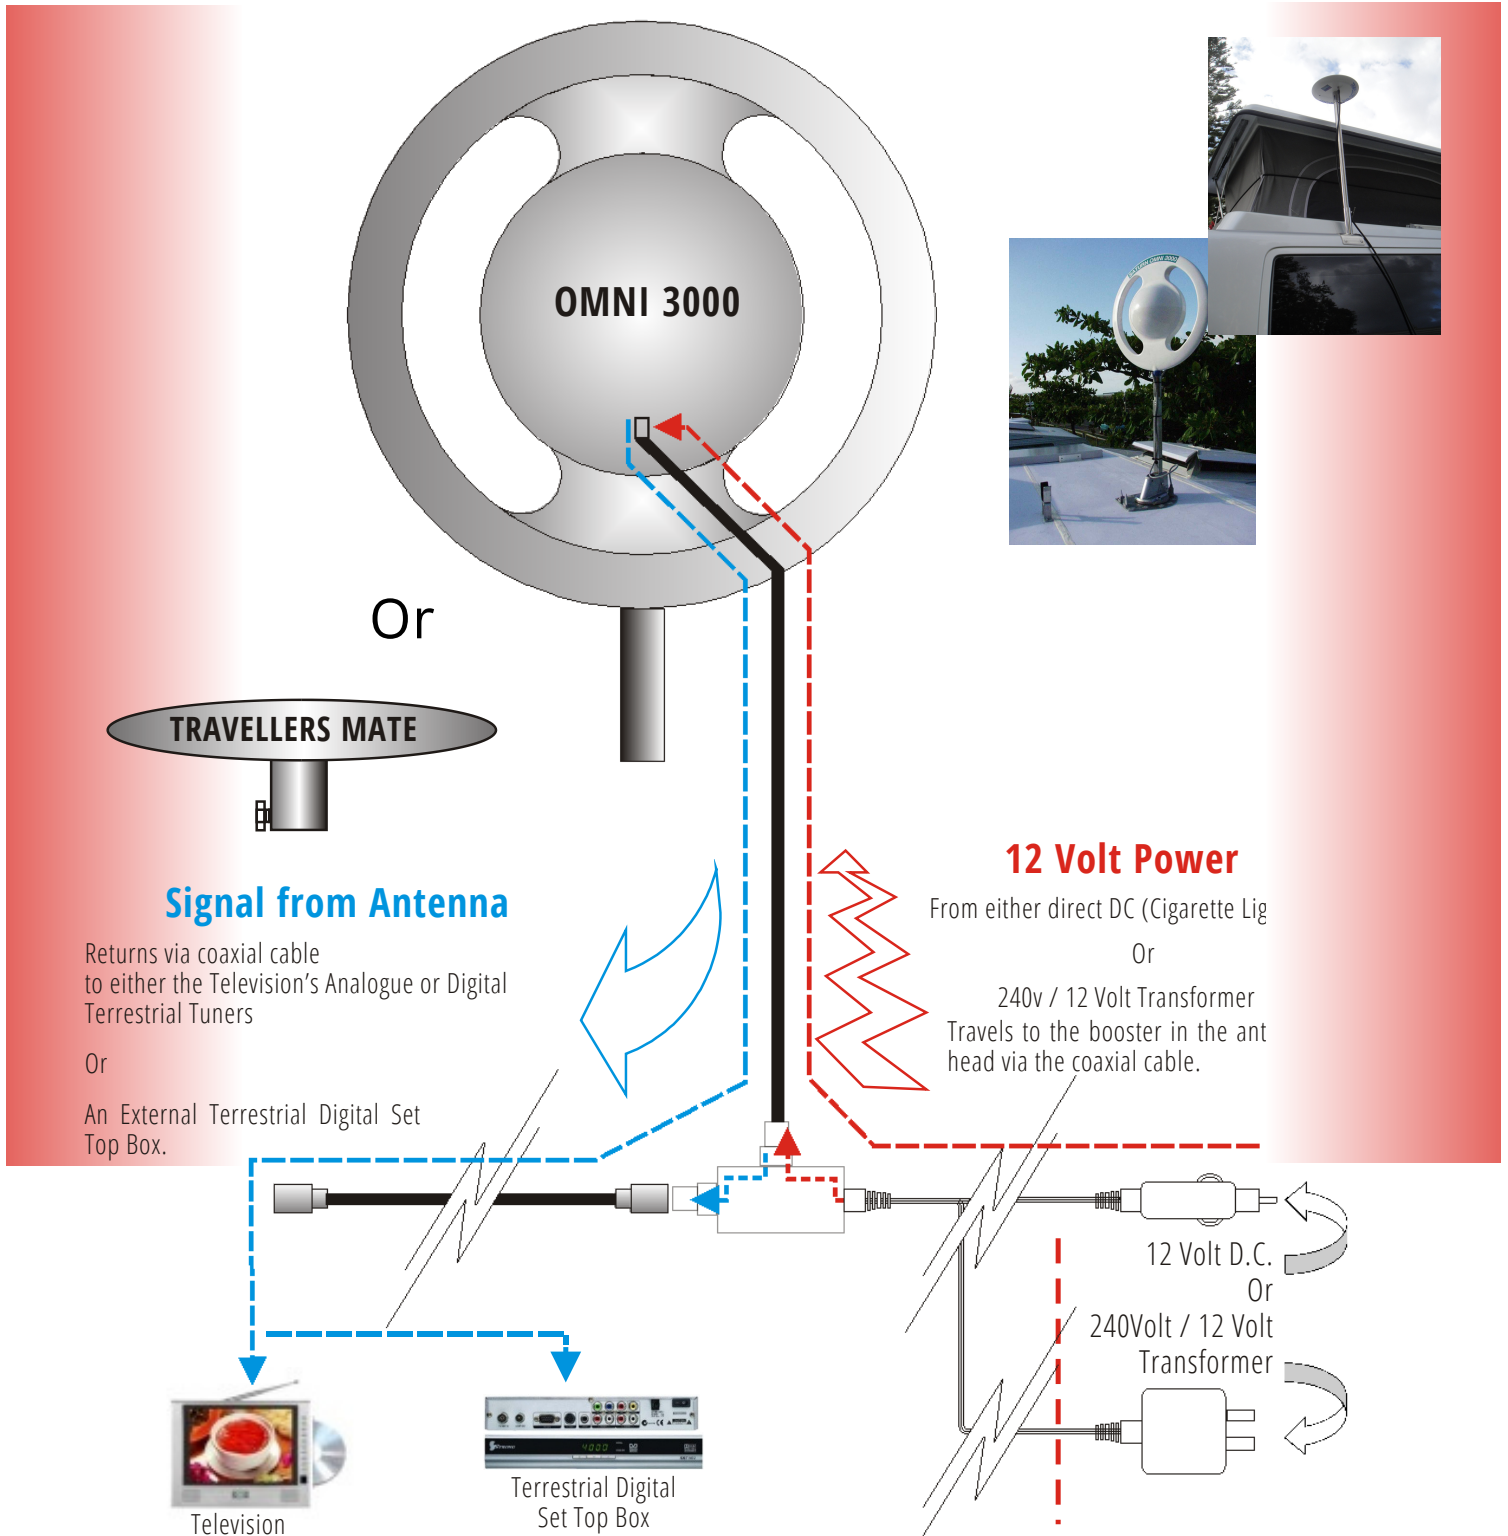 OMNI 3000
Or
TRAVELLERS MATE
Signal from Antenna
Returns via coaxial cable
to either the Television’s Analogue or Digital
Terrestrial Tuners
Or
An External Terrestrial Digital Set
Top Box.
12 Volt Power
From either direct DC (Cigarette Lig
Or
240v / 12 Volt Transformer
Travels to the booster in the ant
head via the coaxial cable.
12 Volt D.C.
Or
240Volt / 12 Volt
Transformer
4000
Terrestrial Digital
Set Top Box
Television